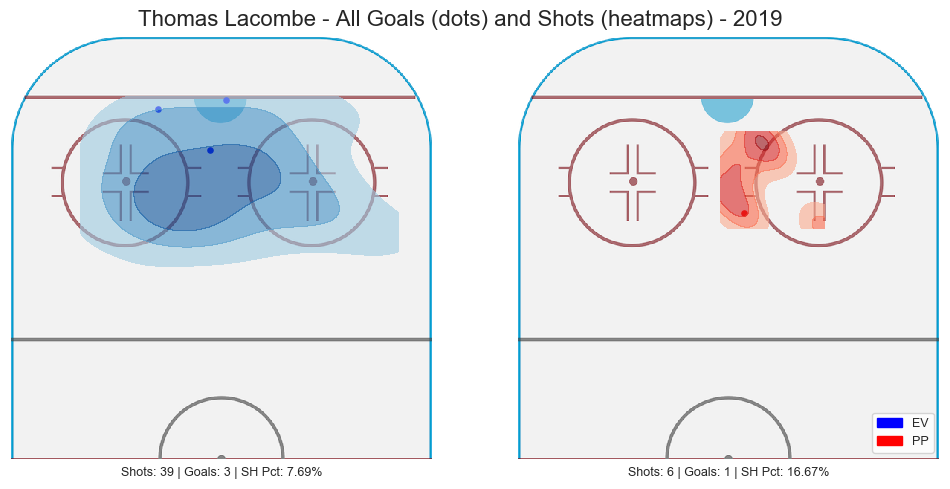 Thomas Lacombe - All Goals (dots) and Shots (heatmaps) - 2019
EV
PP
Shots: 39 | Goals: 3 | SH Pct: 7.69%
Shots: 6 | Goals: 1 | SH Pct: 16.67%